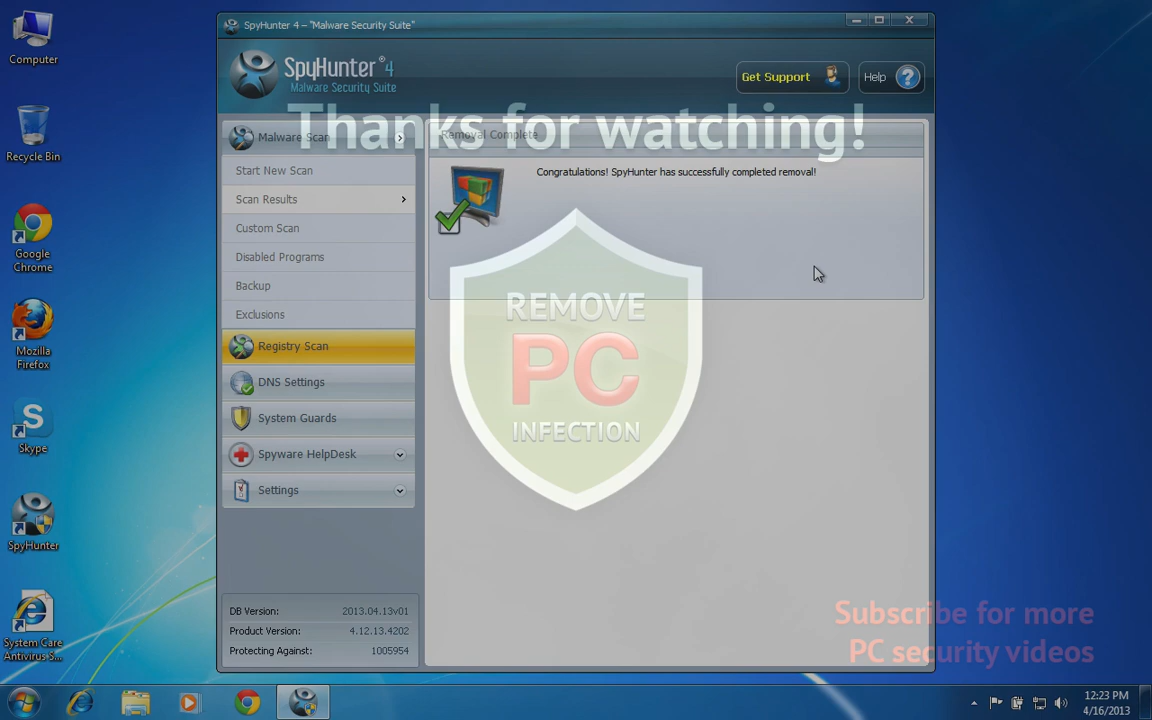 Computer
Recycle Bin
Google
Chrome
Mozilla
Firefox
Skype
SpyHunter
System Care
Antivirus S...
SpyHunter 4 – "Malware Security Suite"
SpyHunter® 4
Malware Security Suite
Get Support
Help ?
Thanks for watching!
Malware Scan
Start New Scan
Scan Results
Custom Scan
Disabled Programs
Backup
Exclusions
Registry Scan
DNS Settings
System Guards
Spyware HelpDesk
Settings
DB Version: 2013.04.13v01
Product Version: 4.12.13.4202
Protecting Against: 1005954
Removal Complete
Congratulations! SpyHunter has successfully completed removal!
REMOVE
PC
INFECTION
Subscribe for more
PC security videos
12:23 PM
4/16/2013